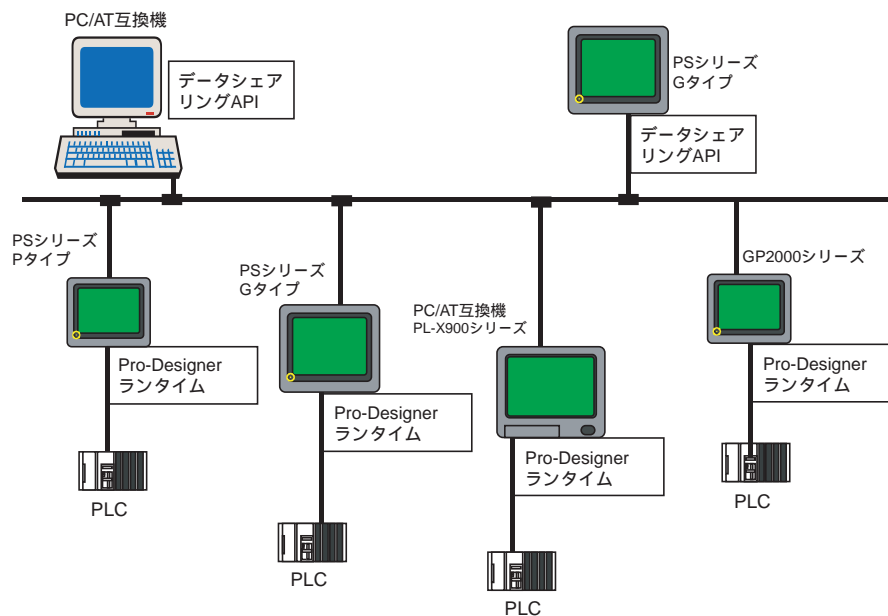 PC/AT互換機
データシェア
リングAPI
PSシリーズ
Gタイプ
データシェア
リングAPI
PSシリーズ
Pタイプ
PSシリーズ
Gタイプ
PC/AT互換機
PL-X900シリーズ
GP2000シリーズ
Pro-Designer
ランタイム
Pro-Designer
ランタイム
Pro-Designer
ランタイム
Pro-Designer
ランタイム
PLC
PLC
PLC
PLC